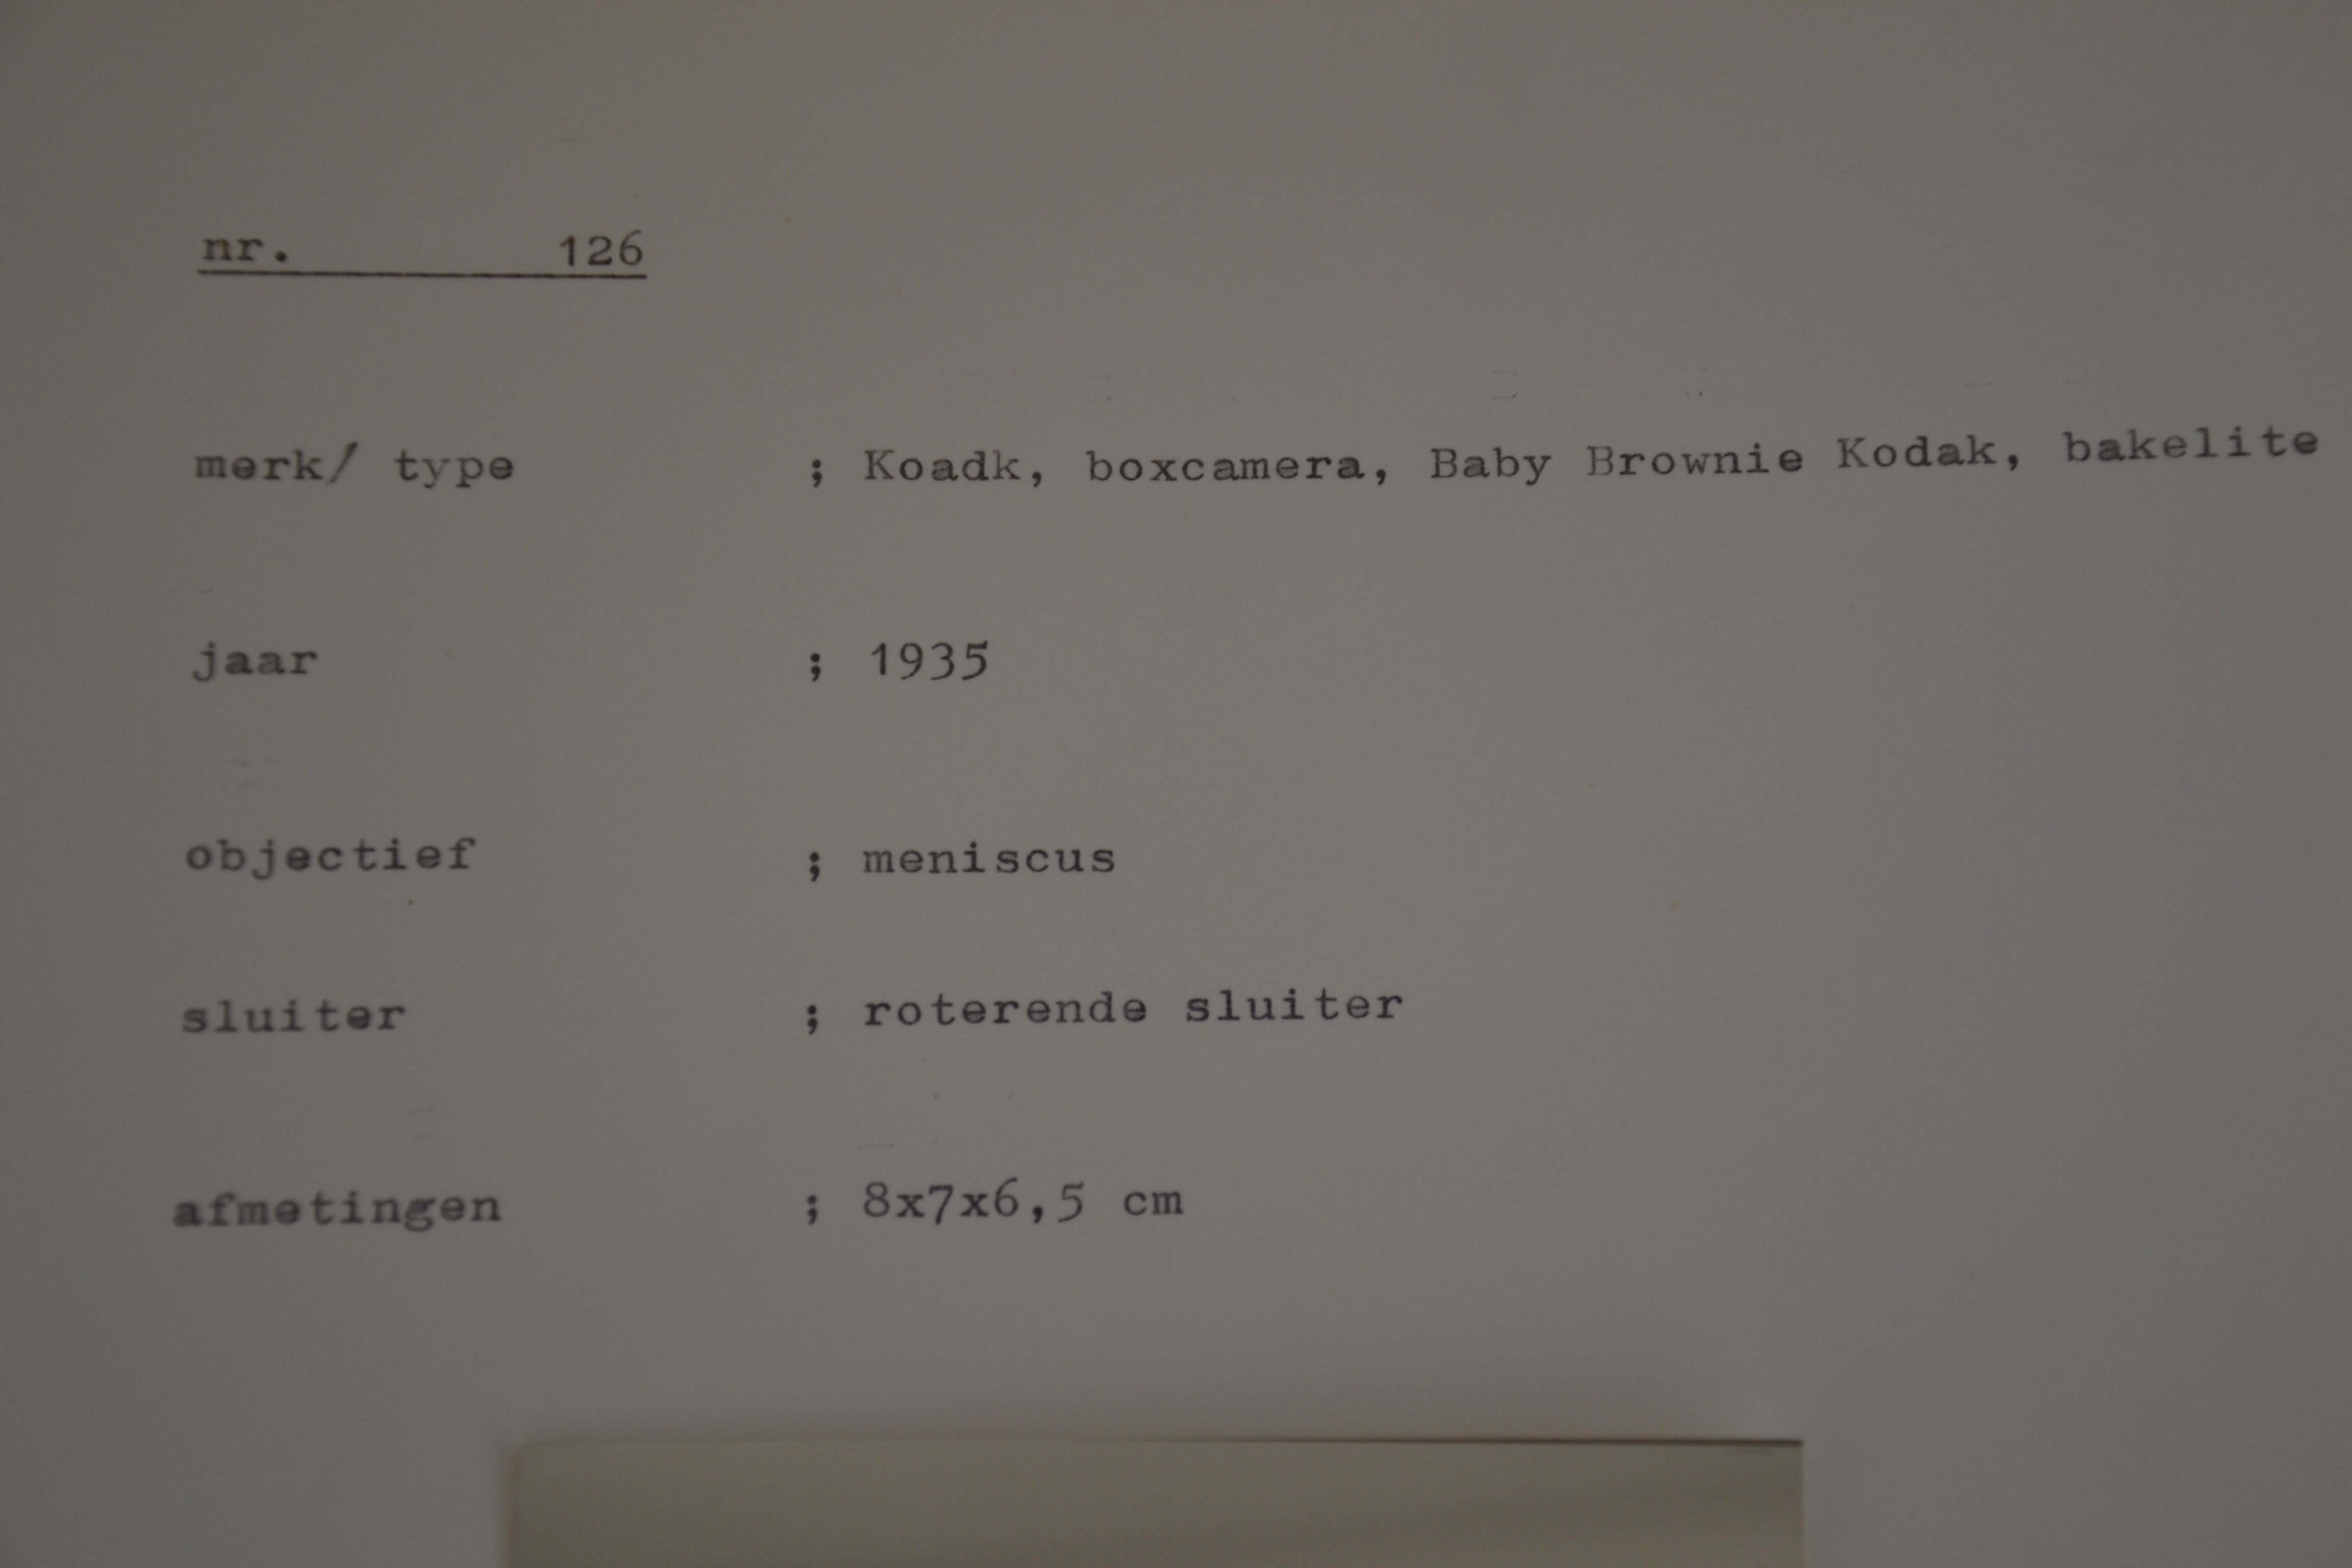 nr. 126
merk/ type ; Koadk, boxcamera, Baby Brownie Kodak, bakelite
jaar ; 1935
objectief ; meniscus
sluiter ; roterende sluiter
afmetingen ; 8x7x6,5 cm